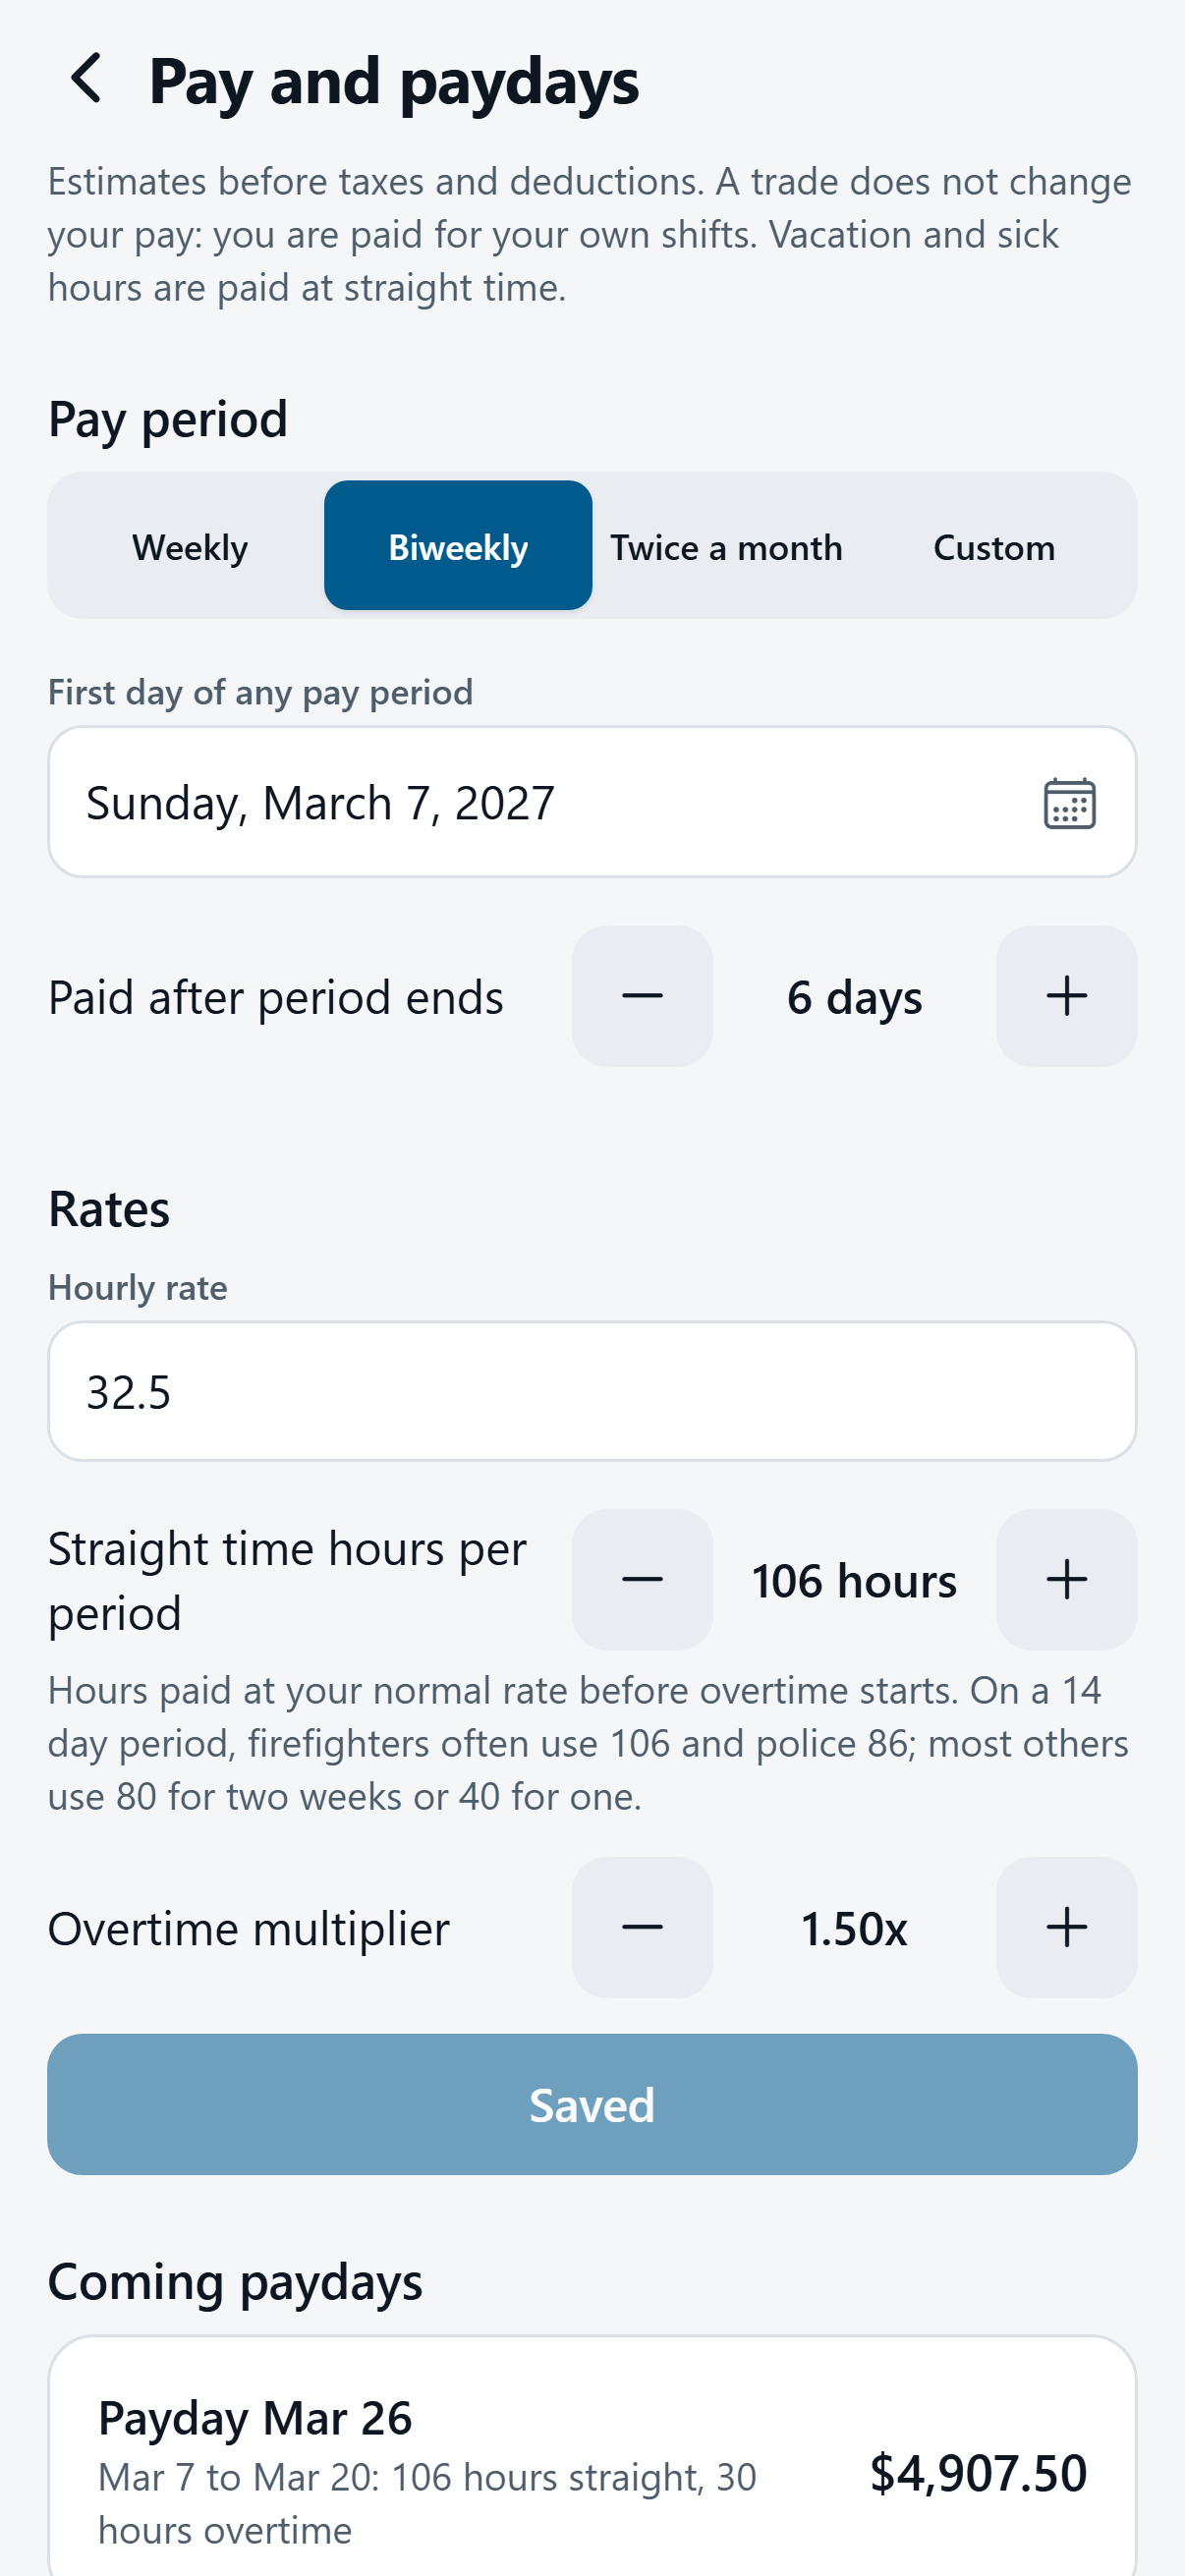 Pay and paydays
Estimates before taxes and deductions. A trade does not change
your pay: you are paid for your own shifts. Vacation and sick
hours are paid at straight time.
Pay period
Weekly
Biweekly
Twice a month
Custom
First day of any pay period
Sunday, March 7, 2027
Paid after period ends
6 days
Rates
Hourly rate
32.5
Straight time hours per
period
106 hours
Hours paid at your normal rate before overtime starts. On a 14
day period, firefighters often use 106 and police 86; most others
use 80 for two weeks or 40 for one.
Overtime multiplier
1.50x
Saved
Coming paydays
Payday Mar 26
Mar 7 to Mar 20: 106 hours straight, 30
hours overtime
$4,907.50